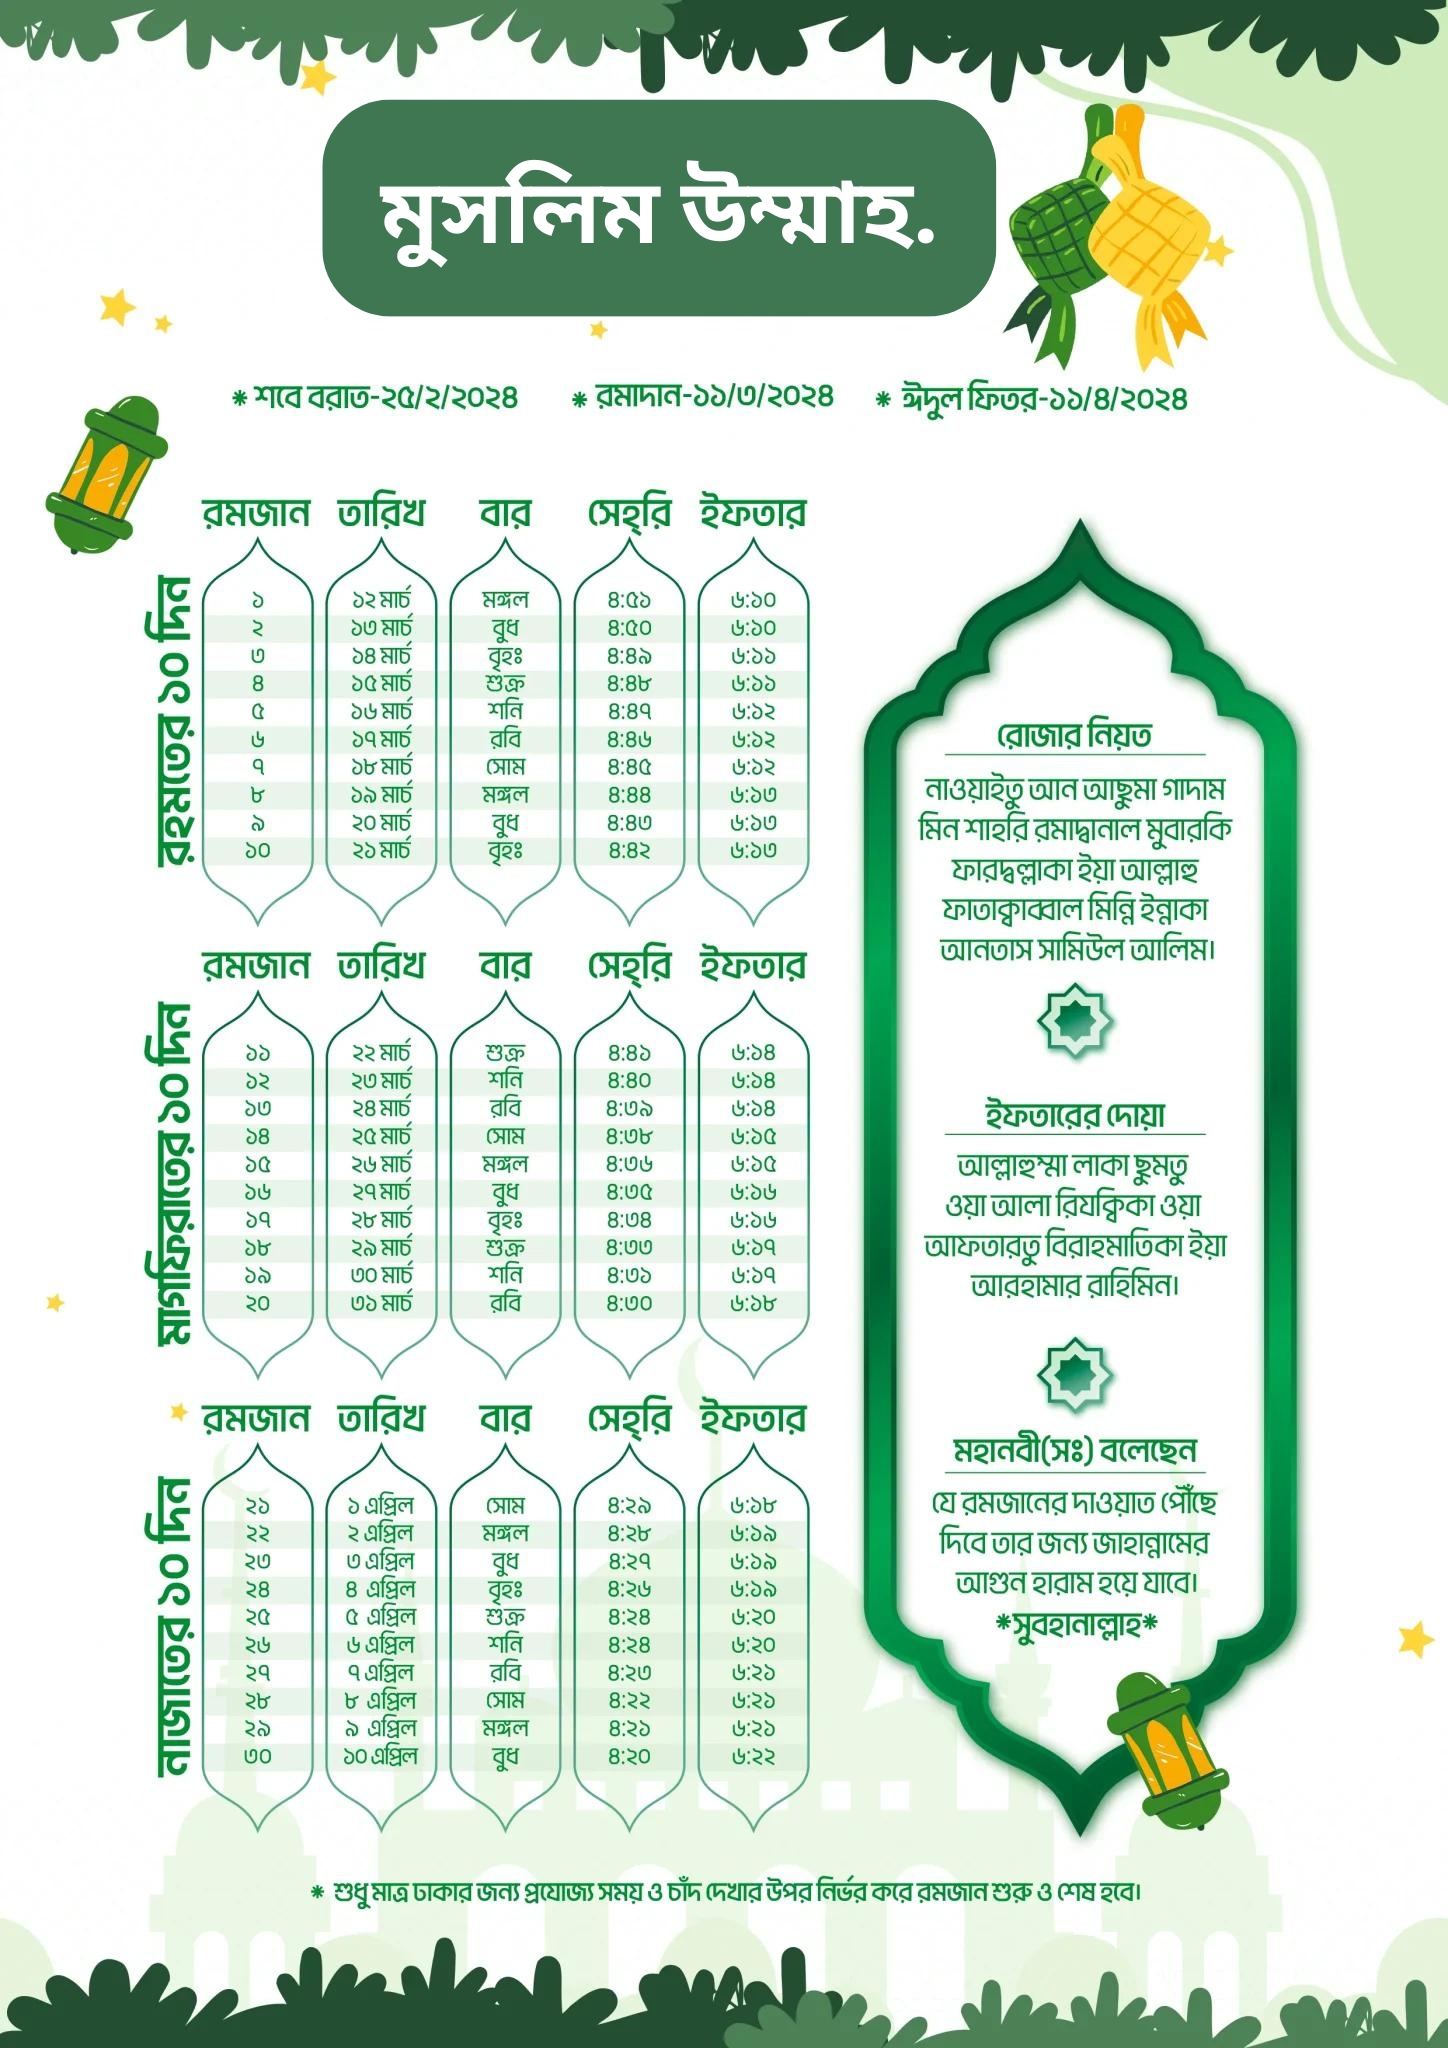 মুসলিম উম্মাহ.
* শবে বরাত-২৫/২/২০২৪ * রমাদান-১১/৩/২০২৪ * ঈদুল ফিতর-১১/৪/২০২৪
রহমতের ১০ দিন
রমজান তারিখ বার সেহ্রি ইফতার
১ ১২ মার্চ মঙ্গল ৪:৫১ ৬:১০
২ ১৩ মার্চ বুধ ৪:৫০ ৬:১০
৩ ১৪ মার্চ বৃহঃ ৪:৪৯ ৬:১১
৪ ১৫ মার্চ শুক্র ৪:৪৮ ৬:১১
৫ ১৬ মার্চ শনি ৪:৪৭ ৬:১২
৬ ১৭ মার্চ রবি ৪:৪৬ ৬:১২
৭ ১৮ মার্চ সোম ৪:৪৫ ৬:১২
৮ ১৯ মার্চ মঙ্গল ৪:৪৪ ৬:১৩
৯ ২০ মার্চ বুধ ৪:৪৩ ৬:১৩
১০ ২১ মার্চ বৃহঃ ৪:৪২ ৬:১৩
মাগফিরাতের ১০ দিন
রমজান তারিখ বার সেহ্রি ইফতার
১১ ২২ মার্চ শুক্র ৪:৪১ ৬:১৪
১২ ২৩ মার্চ শনি ৪:৪০ ৬:১৪
১৩ ২৪ মার্চ রবি ৪:৩৯ ৬:১৪
১৪ ২৫ মার্চ সোম ৪:৩৮ ৬:১৫
১৫ ২৬ মার্চ মঙ্গল ৪:৩৬ ৬:১৫
১৬ ২৭ মার্চ বুধ ৪:৩৫ ৬:১৬
১৭ ২৮ মার্চ বৃহঃ ৪:৩৪ ৬:১৬
১৮ ২৯ মার্চ শুক্র ৪:৩৩ ৬:১৭
১৯ ৩০ মার্চ শনি ৪:৩১ ৬:১৭
২০ ৩১ মার্চ রবি ৪:৩০ ৬:১৮
নাজাতের ১০ দিন
রমজান তারিখ বার সেহ্রি ইফতার
২১ ১ এপ্রিল সোম ৪:২৯ ৬:১৮
২২ ২ এপ্রিল মঙ্গল ৪:২৮ ৬:১৯
২৩ ৩ এপ্রিল বুধ ৪:২৭ ৬:১৯
২৪ ৪ এপ্রিল বৃহঃ ৪:২৬ ৬:১৯
২৫ ৫ এপ্রিল শুক্র ৪:২৪ ৬:২০
২৬ ৬ এপ্রিল শনি ৪:২৪ ৬:২০
২৭ ৭ এপ্রিল রবি ৪:২৩ ৬:২১
২৮ ৮ এপ্রিল সোম ৪:২২ ৬:২১
২৯ ৯ এপ্রিল মঙ্গল ৪:২১ ৬:২১
৩০ ১০ এপ্রিল বুধ ৪:২০ ৬:২২
রোজার নিয়ত
নাওয়াইতু আন আছুমা গাদাম
মিন শাহরি রমাদ্বানাল মুবারকি
ফারদ্বল্লাকা ইয়া আল্লাহু
ফাতাক্বাব্বাল মিন্নি ইন্নাকা
আনতাস সামিউল আলিম।
ইফতারের দোয়া
আল্লাহুম্মা লাকা ছুমতু
ওয়া আলা রিযক্বিকা ওয়া
আফতারতু বিরাহমাতিকা ইয়া
আরহামার রাহিমিন।
মহানবী(সঃ) বলেছেন
যে রমজানের দাওয়াত পৌঁছে
দিবে তার জন্য জাহান্নামের
আগুন হারাম হয়ে যাবে।
*সুবহানাল্লাহ*
* শুধু মাত্র ঢাকার জন্য প্রযোজ্য সময় ও চাঁদ দেখার উপর নির্ভর করে রমজান শুরু ও শেষ হবে।